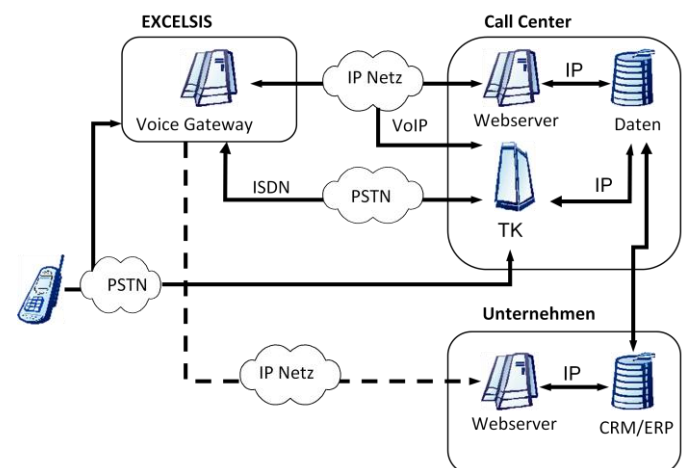 EXCELSIS
Call Center
IP Netz
IP
Voice Gateway
VoIP
Webserver
Daten
ISDN
PSTN
IP
TK
PSTN
Unternehmen
IP Netz
IP
Webserver
CRM/ERP